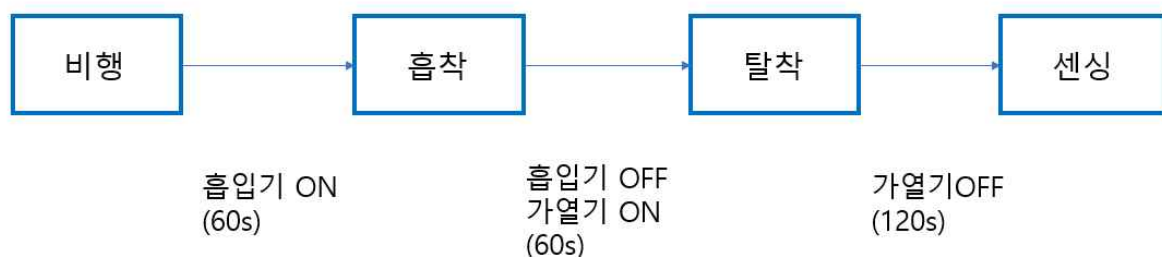 비행
흡착
탈착
센싱
흡입기 ON
(60s)
흡입기 OFF
가열기 ON
(60s)
가열기OFF
(120s)